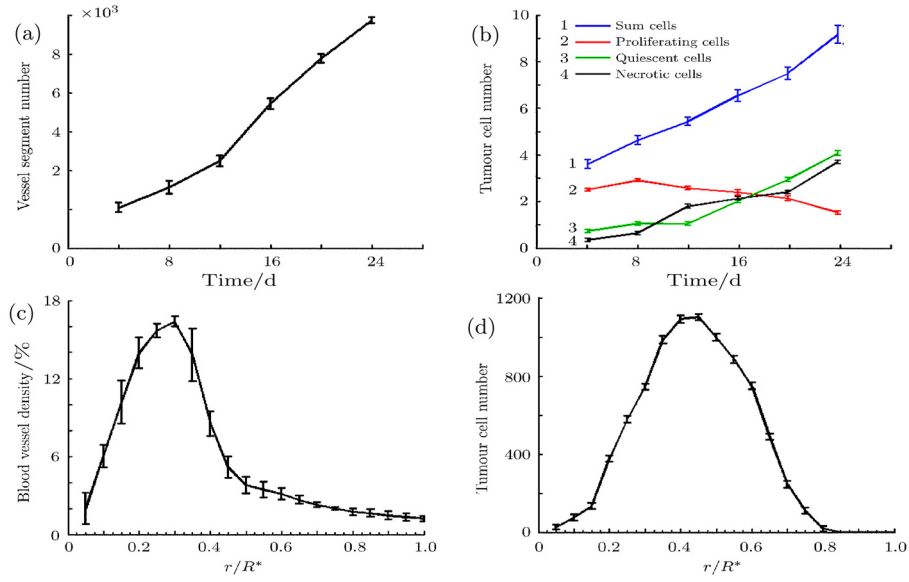 (a)
×10³
8
6
4
2
0
Vessel segment number
0 8 16 24
Time/d
(b)
10
8
6
4
2
0
Tumour cell number
1 Sum cells
2 Proliferating cells
3 Quiescent cells
4 Necrotic cells
1
2
3
4
0 8 16 24
Time/d
(c)
18
12
6
2
0
Blood vessel density/%
0 0.2 0.4 0.6 0.8 1.0
r/R*
(d)
1200
800
400
0
Tumour cell number
0 0.2 0.4 0.6 0.8 1.0
r/R*